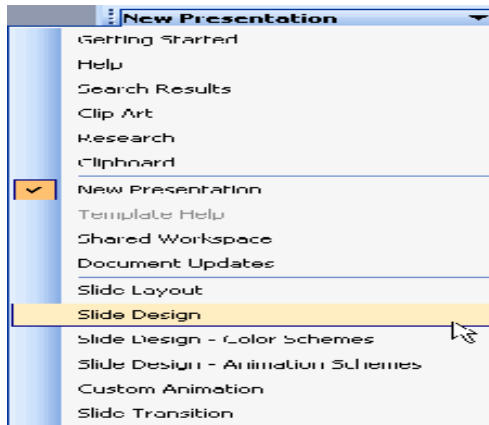 New Presentation
Getting Started
Help
Search Results
Clip Art
Research
Clipboard
New Presentation
Template Help
Shared Workspace
Document Updates
Slide Layout
Slide Design
Slide Design - Color Schemes
Slide Design - Animation Schemes
Custom Animation
Slide Transition